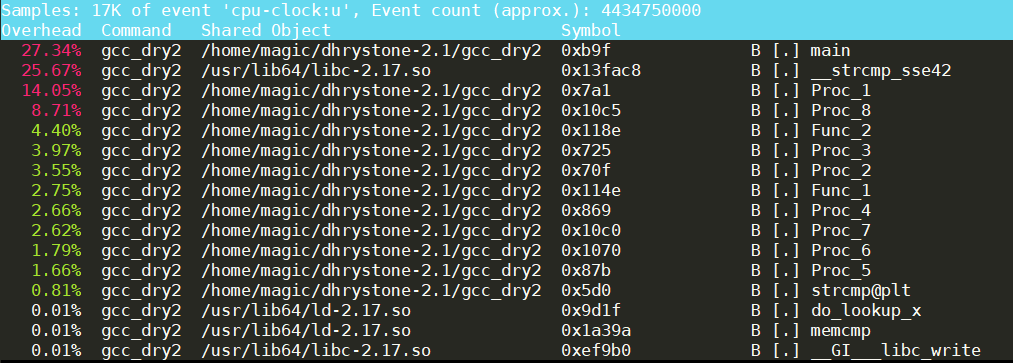 Samples: 17K of event 'cpu-clock:u', Event count (approx.): 4434750000
Overhead Command Shared Object Symbol
27.34% gcc_dry2 /home/magic/dhrystone-2.1/gcc_dry2 0xb9f B [.] main
25.67% gcc_dry2 /usr/lib64/libc-2.17.so 0x13fac8 B [.] __strcmp_sse42
14.05% gcc_dry2 /home/magic/dhrystone-2.1/gcc_dry2 0x7a1 B [.] Proc_1
8.71% gcc_dry2 /home/magic/dhrystone-2.1/gcc_dry2 0x10c5 B [.] Proc_8
4.40% gcc_dry2 /home/magic/dhrystone-2.1/gcc_dry2 0x118e B [.] Func_2
3.97% gcc_dry2 /home/magic/dhrystone-2.1/gcc_dry2 0x725 B [.] Proc_3
3.55% gcc_dry2 /home/magic/dhrystone-2.1/gcc_dry2 0x70f B [.] Proc_2
2.75% gcc_dry2 /home/magic/dhrystone-2.1/gcc_dry2 0x114e B [.] Func_1
2.66% gcc_dry2 /home/magic/dhrystone-2.1/gcc_dry2 0x869 B [.] Proc_4
2.62% gcc_dry2 /home/magic/dhrystone-2.1/gcc_dry2 0x10c0 B [.] Proc_7
1.79% gcc_dry2 /home/magic/dhrystone-2.1/gcc_dry2 0x1070 B [.] Proc_6
1.66% gcc_dry2 /home/magic/dhrystone-2.1/gcc_dry2 0x87b B [.] Proc_5
0.81% gcc_dry2 /home/magic/dhrystone-2.1/gcc_dry2 0x5d0 B [.] strcmp@plt
0.01% gcc_dry2 /usr/lib64/ld-2.17.so 0x9d1f B [.] do_lookup_x
0.01% gcc_dry2 /usr/lib64/ld-2.17.so 0x1a39a B [.] memcmp
0.01% gcc_dry2 /usr/lib64/libc-2.17.so 0xef9b0 B [.] __GI___libc_write